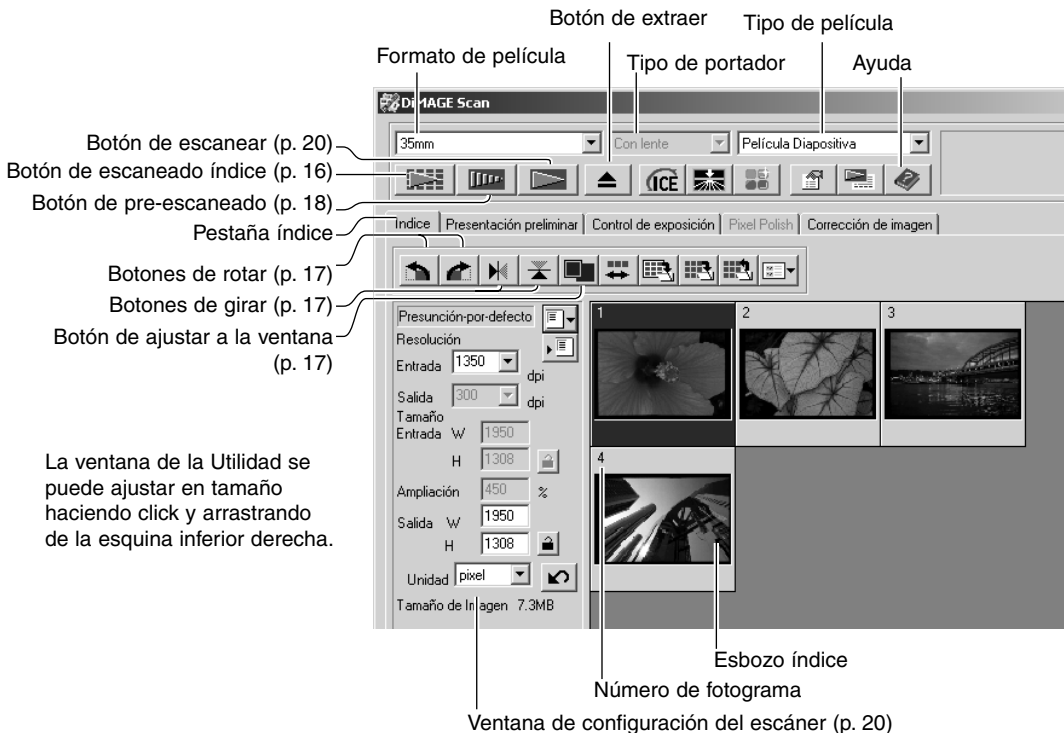 Botón de extraer
Tipo de película
Formato de película
Tipo de portador
Ayuda
DiMAGE Scan
35mm
Con lente
Película Diapositiva
Botón de escanear (p. 20)
Botón de escaneado índice (p. 16)
ICE
Botón de pre-escaneado (p. 18)
Pestaña índice
Indice
Presentación preliminar
Control de exposición
Pixel Polish
Corrección de imagen
Botones de rotar (p. 17)
Botones de girar (p. 17)
Botón de ajustar a la ventana
(p. 17)
Presunción-por-defecto
Resolución
Entrada 1350 dpi
Salida 300 dpi
Tamaño
Entrada W 1950
H 1308
Ampliación 450 %
Salida W 1950
H 1308
Unidad pixel
Tamaño de Imagen 7.3MB
1
2
3
4
La ventana de la Utilidad se
puede ajustar en tamaño
haciendo click y arrastrando
de la esquina inferior derecha.
Esbozo índice
Número de fotograma
Ventana de configuración del escáner (p. 20)